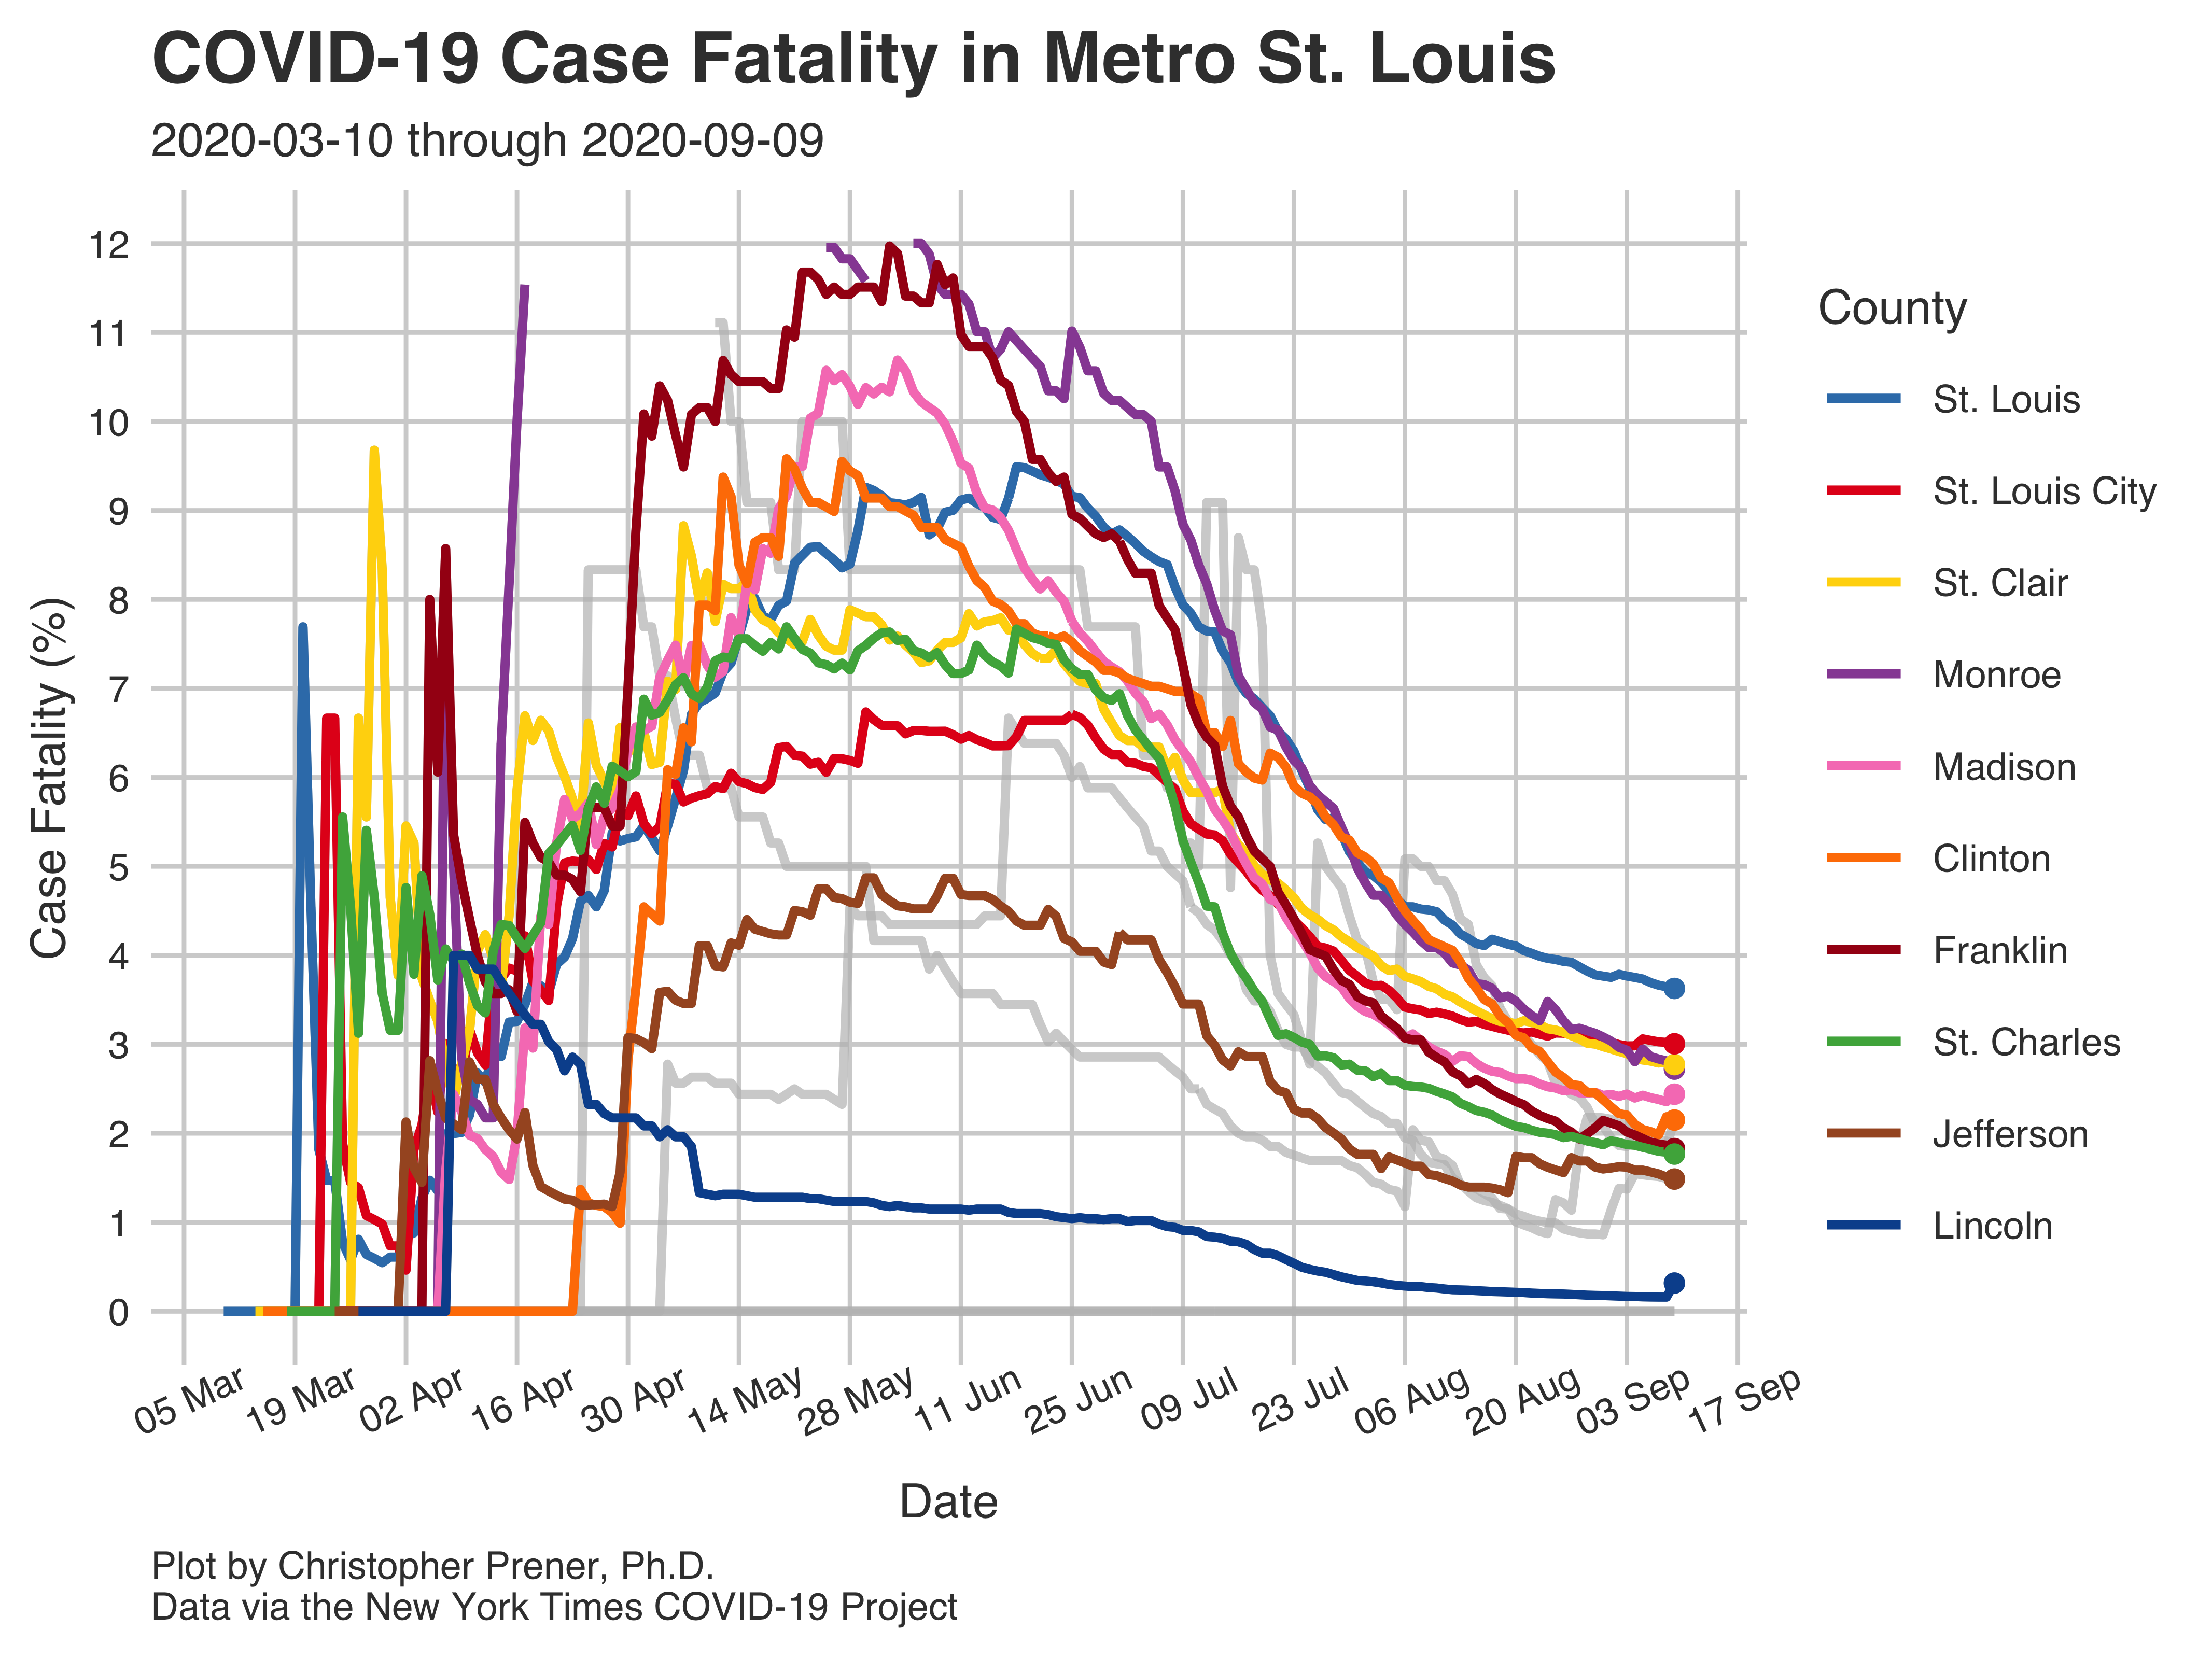 COVID-19 Case Fatality in Metro St. Louis
2020-03-10 through 2020-09-09
Case Fatality (%)
12
11
10
9
8
7
6
5
4
3
2
1
0
05 Mar
19 Mar
02 Apr
16 Apr
30 Apr
14 May
28 May
11 Jun
25 Jun
09 Jul
23 Jul
06 Aug
20 Aug
03 Sep
17 Sep
Date
County
St. Louis
St. Louis City
St. Clair
Monroe
Madison
Clinton
Franklin
St. Charles
Jefferson
Lincoln
Plot by Christopher Prener, Ph.D.
Data via the New York Times COVID-19 Project